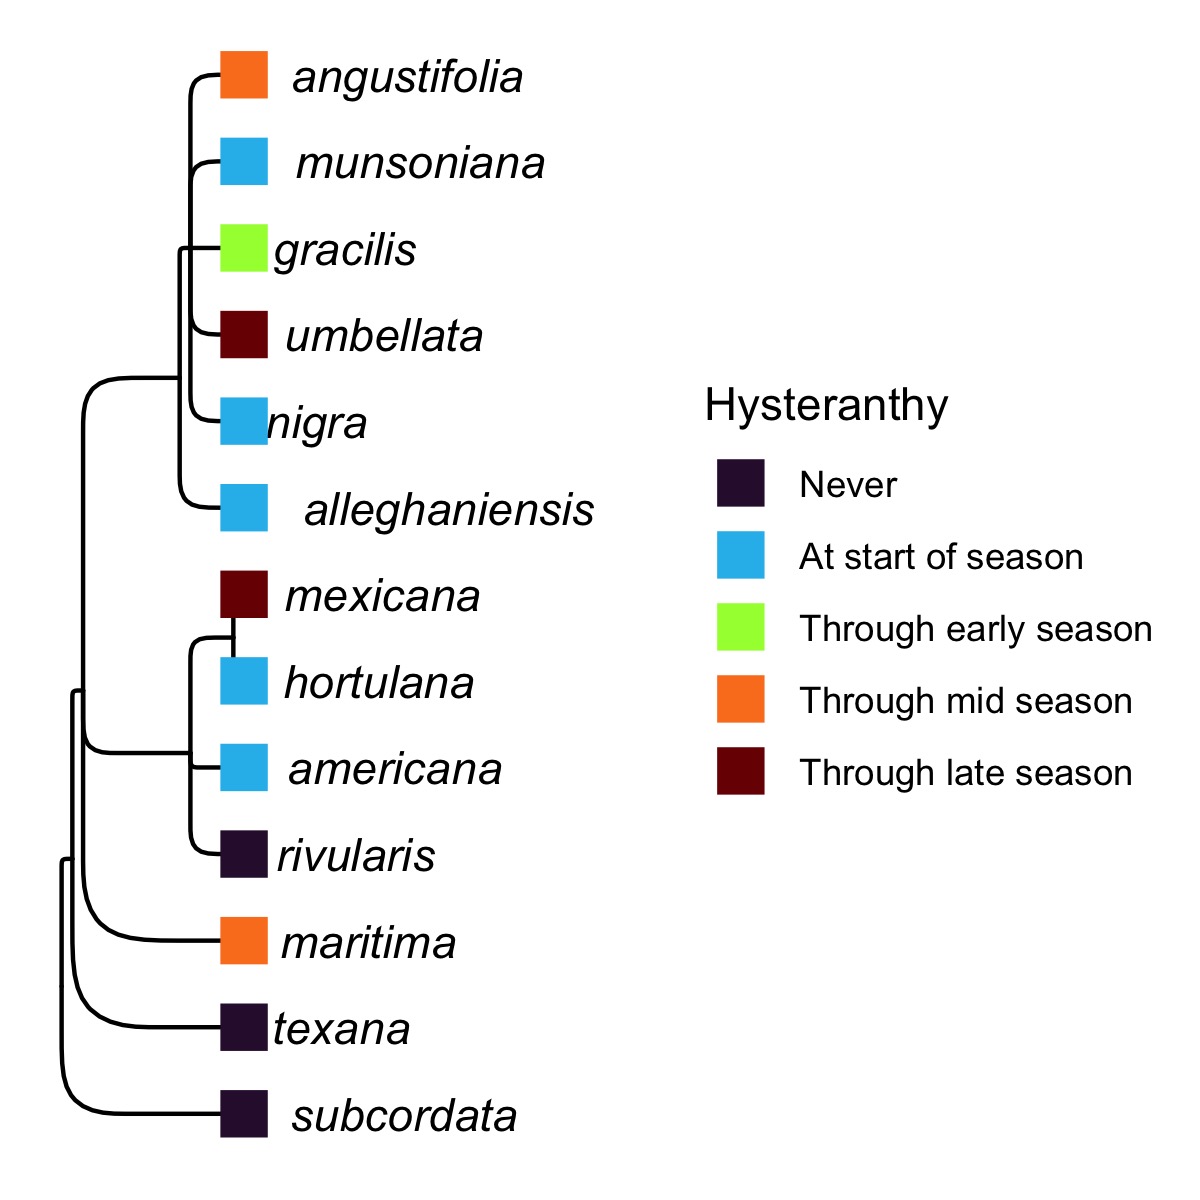 angustifolia
munsoniana
gracilis
umbellata
nigra
alleghaniensis
mexicana
hortulana
americana
rivularis
maritima
texana
subcordata
Hysteranthy
Never
At start of season
Through early season
Through mid season
Through late season